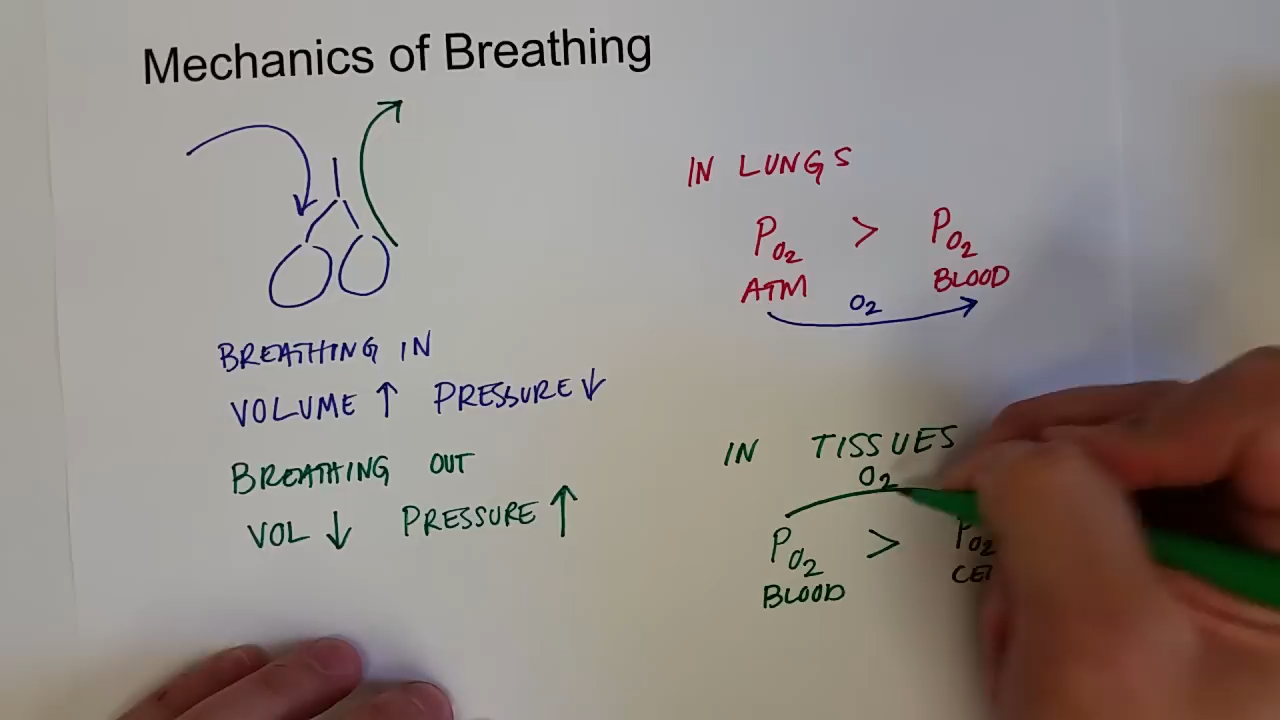 Mechanics of Breathing
BREATHING IN
VOLUME ↑ PRESSURE ↓
BREATHING OUT
VOL ↓ PRESSURE ↑
IN LUNGS
PO2 > PO2
ATM BLOOD
O2
IN TISSUES
O2
PO2 > PO2
BLOOD